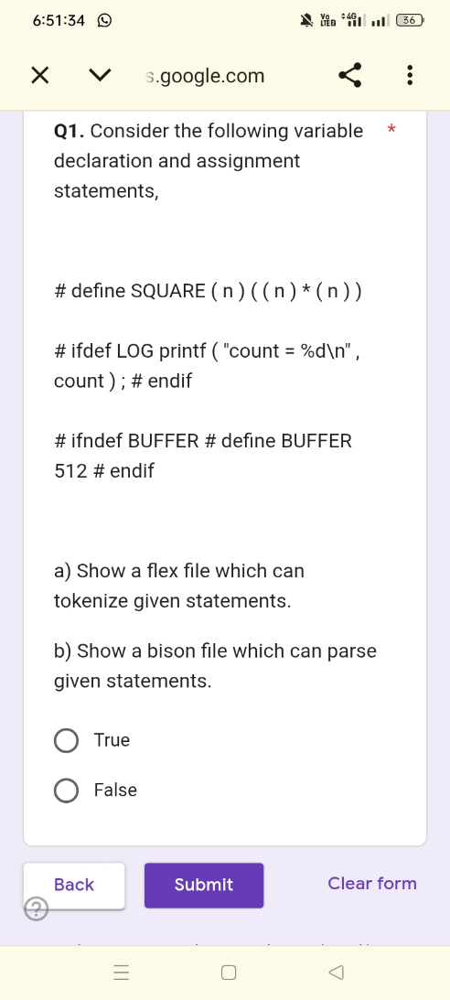 6:51:34
Vo 4G
LTE 36
s.google.com
Q1. Consider the following variable *
declaration and assignment
statements,
# define SQUARE ( n ) ( ( n ) * ( n ) )
# ifdef LOG printf ( "count = %d\n" ,
count ) ; # endif
# ifndef BUFFER # define BUFFER
512 # endif
a) Show a flex file which can
tokenize given statements.
b) Show a bison file which can parse
given statements.
True
False
Back Submit Clear form
?